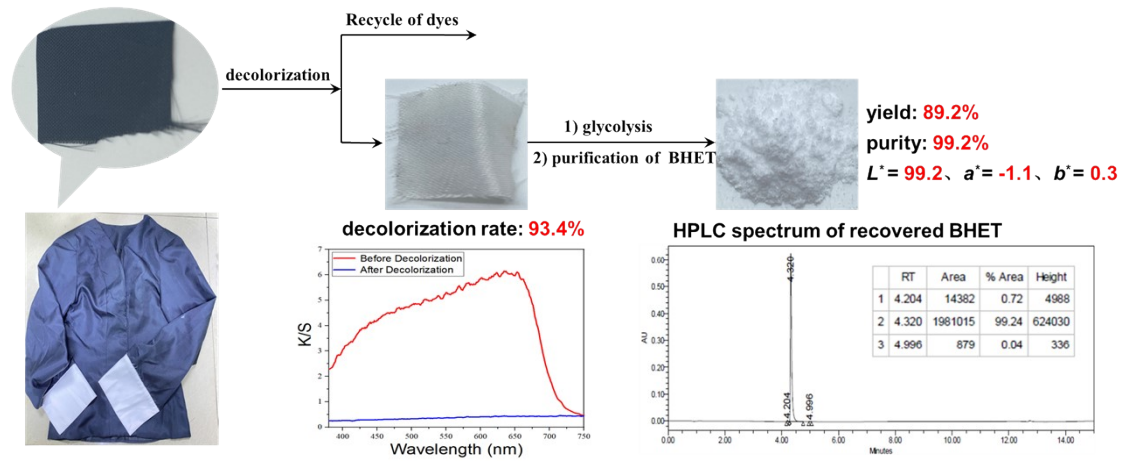 Recycle of dyes
decolorization
1) glycolysis
2) purification of BHET
yield: 89.2%
purity: 99.2%
L* = 99.2、a* = -1.1、b* = 0.3
decolorization rate: 93.4%
Before Decolorization
After Decolorization
K/S
7
6
5
4
3
2
1
0
400 450 500 550 600 650 700 750
Wavelength (nm)
HPLC spectrum of recovered BHET
AU
0.60
0.50
0.40
0.30
0.20
0.10
0.00
4.204
4.320
4.996
RT Area % Area Height
1 4.204 14382 0.72 4988
2 4.320 1981015 99.24 624030
3 4.996 879 0.04 336
0.00 2.00 4.00 6.00 8.00 10.00 12.00 14.00
Minutes